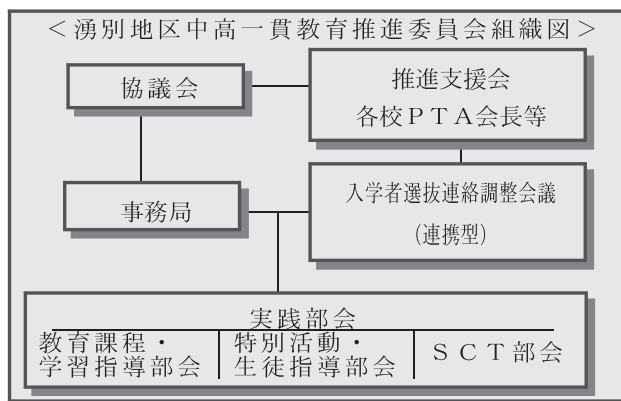 ＜湧別地区中高一貫教育推進委員会組織図＞
協議会
推進支援会
各校ＰＴＡ会長等
事務局
入学者選抜連絡調整会議
（連携型）
実践部会
教育課程・
学習指導部会
特別活動・
生徒指導部会
ＳＣＴ部会